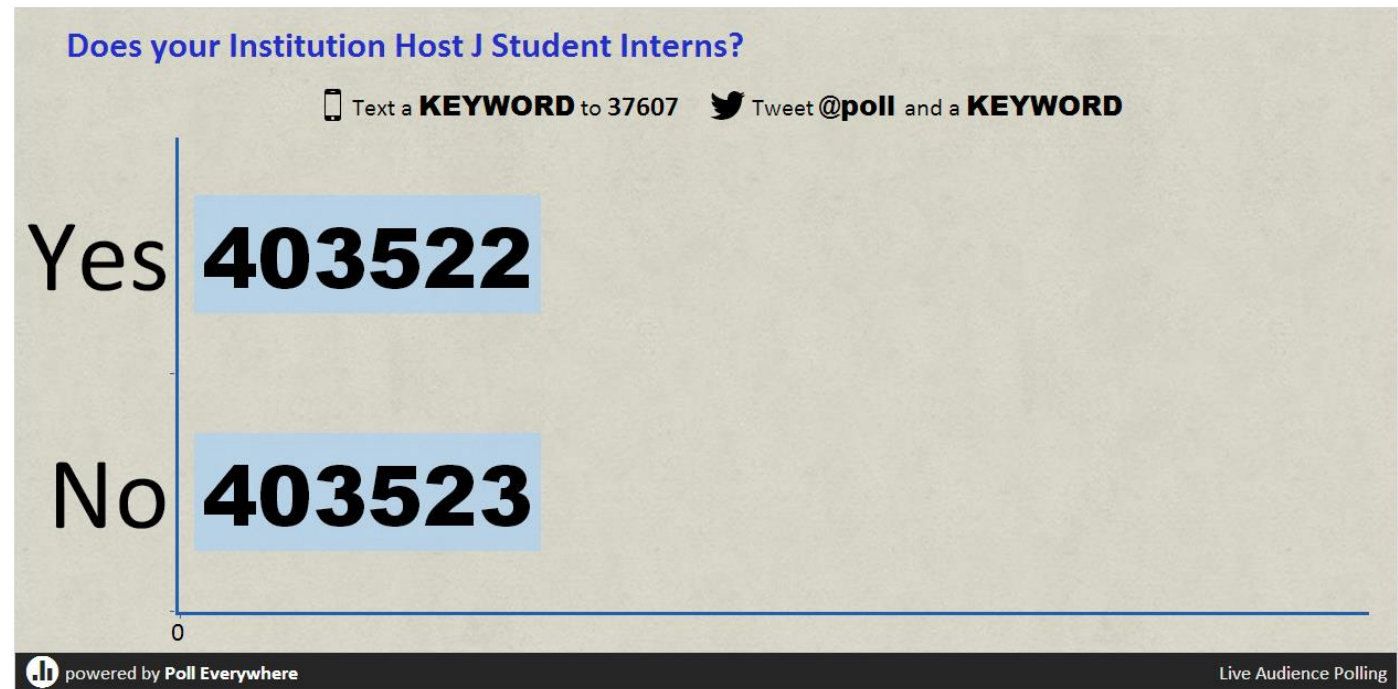 Does your Institution Host J Student Interns?
Text a KEYWORD to 37607 Tweet @poll and a KEYWORD
Yes 403522
No 403523
0
powered by Poll Everywhere Live Audience Polling